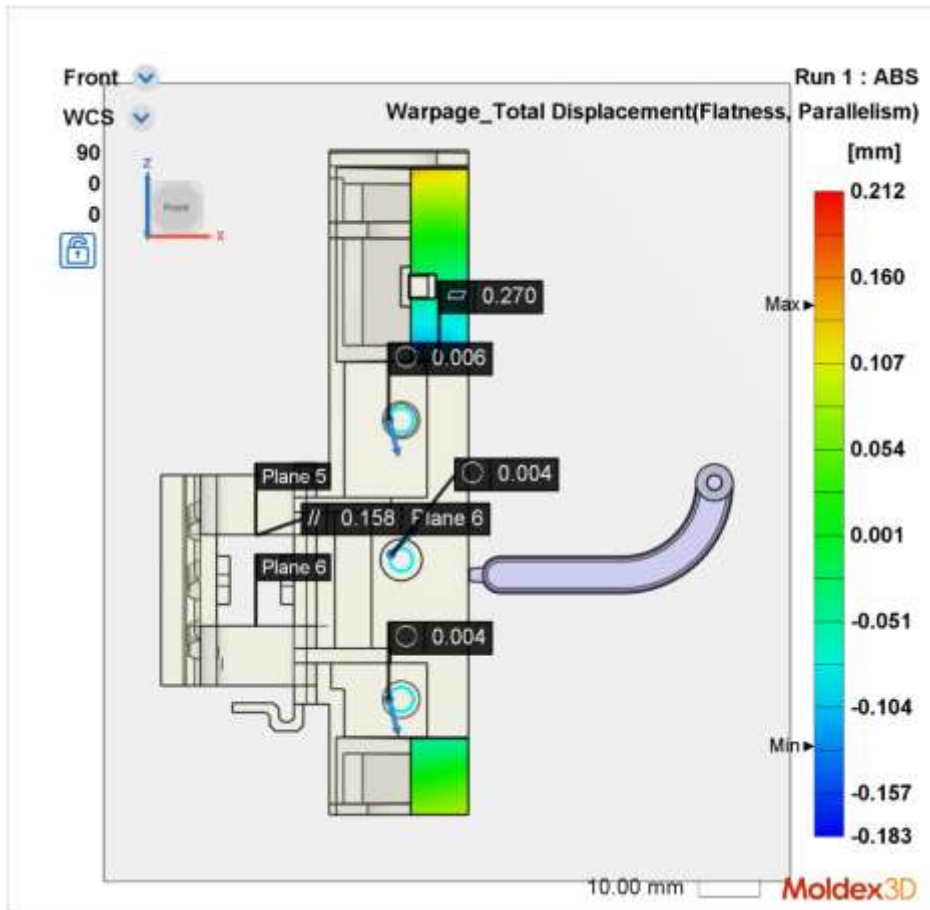 Front
Run 1 : ABS
WCS
Warpage_Total Displacement(Flatness, Parallelism)
90
[mm]
0
0
Z
Front
X
0.212
0.160
Max
0.107
0.054
0.001
-0.051
-0.104
Min
-0.157
-0.183
0.270
0.006
Plane 5
0.004
// 0.158 Plane 6
Plane 6
0.004
10.00 mm
Moldex3D